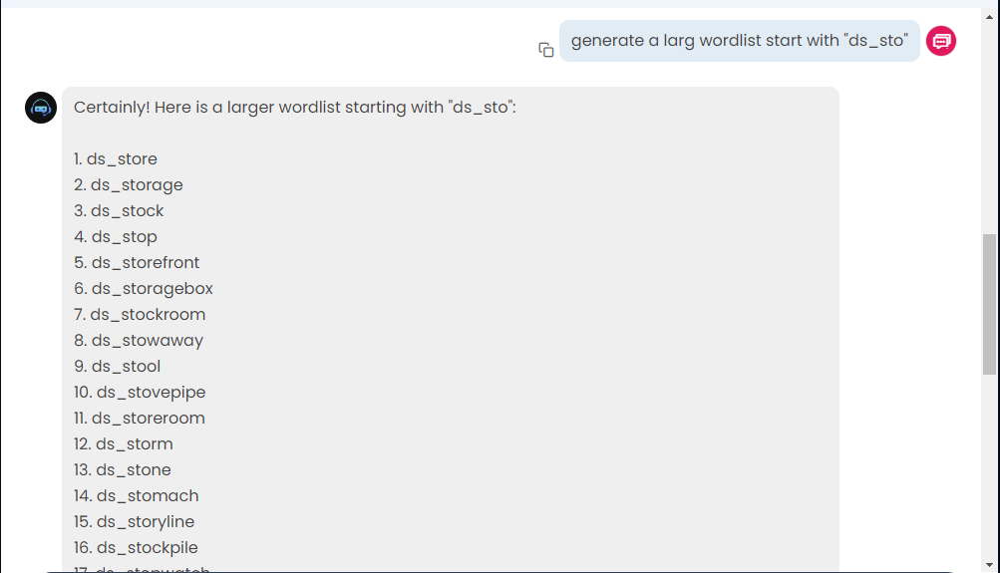 generate a larg wordlist start with "ds_sto"
Certainly! Here is a larger wordlist starting with "ds_sto":
1. ds_store
2. ds_storage
3. ds_stock
4. ds_stop
5. ds_storefront
6. ds_storagebox
7. ds_stockroom
8. ds_stowaway
9. ds_stool
10. ds_stovepipe
11. ds_storeroom
12. ds_storm
13. ds_stone
14. ds_stomach
15. ds_storyline
16. ds_stockpile
17. ds_stopwatch